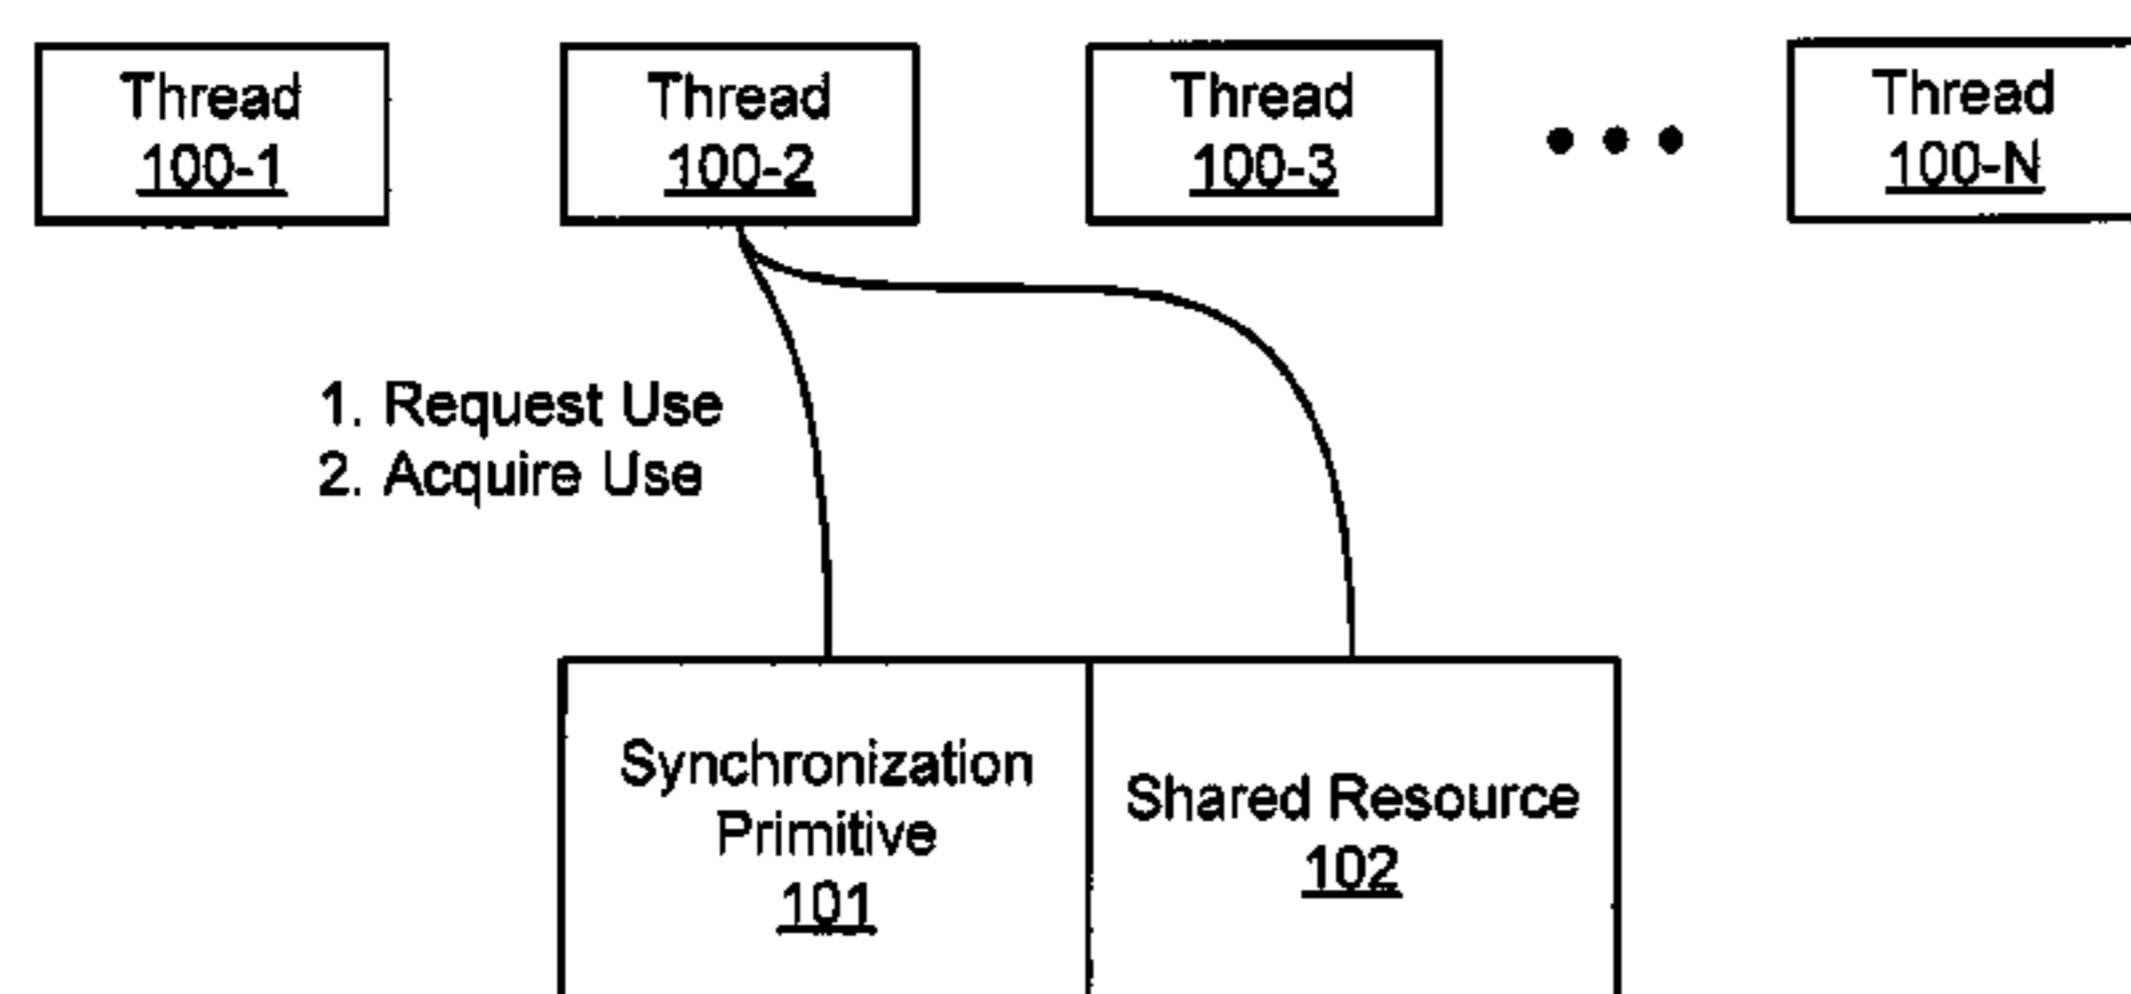 Thread
100-1
Thread
100-2
Thread
100-3
Thread
100-N
1. Request Use
2. Acquire Use
Synchronization
Primitive
101
Shared Resource
102